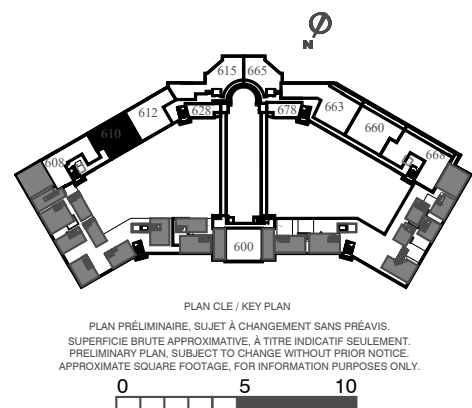 N
615 665
612 628 678 663
610 660
608 668
600
PLAN CLE / KEY PLAN
PLAN PRÉLIMINAIRE, SUJET À CHANGEMENT SANS PRÉAVIS.
SUPERFICIE BRUTE APPROXIMATIVE, À TITRE INDICATIF SEULEMENT.
PRELIMINARY PLAN, SUBJECT TO CHANGE WITHOUT PRIOR NOTICE.
APPROXIMATE SQUARE FOOTAGE, FOR INFORMATION PURPOSES ONLY.
0 5 10